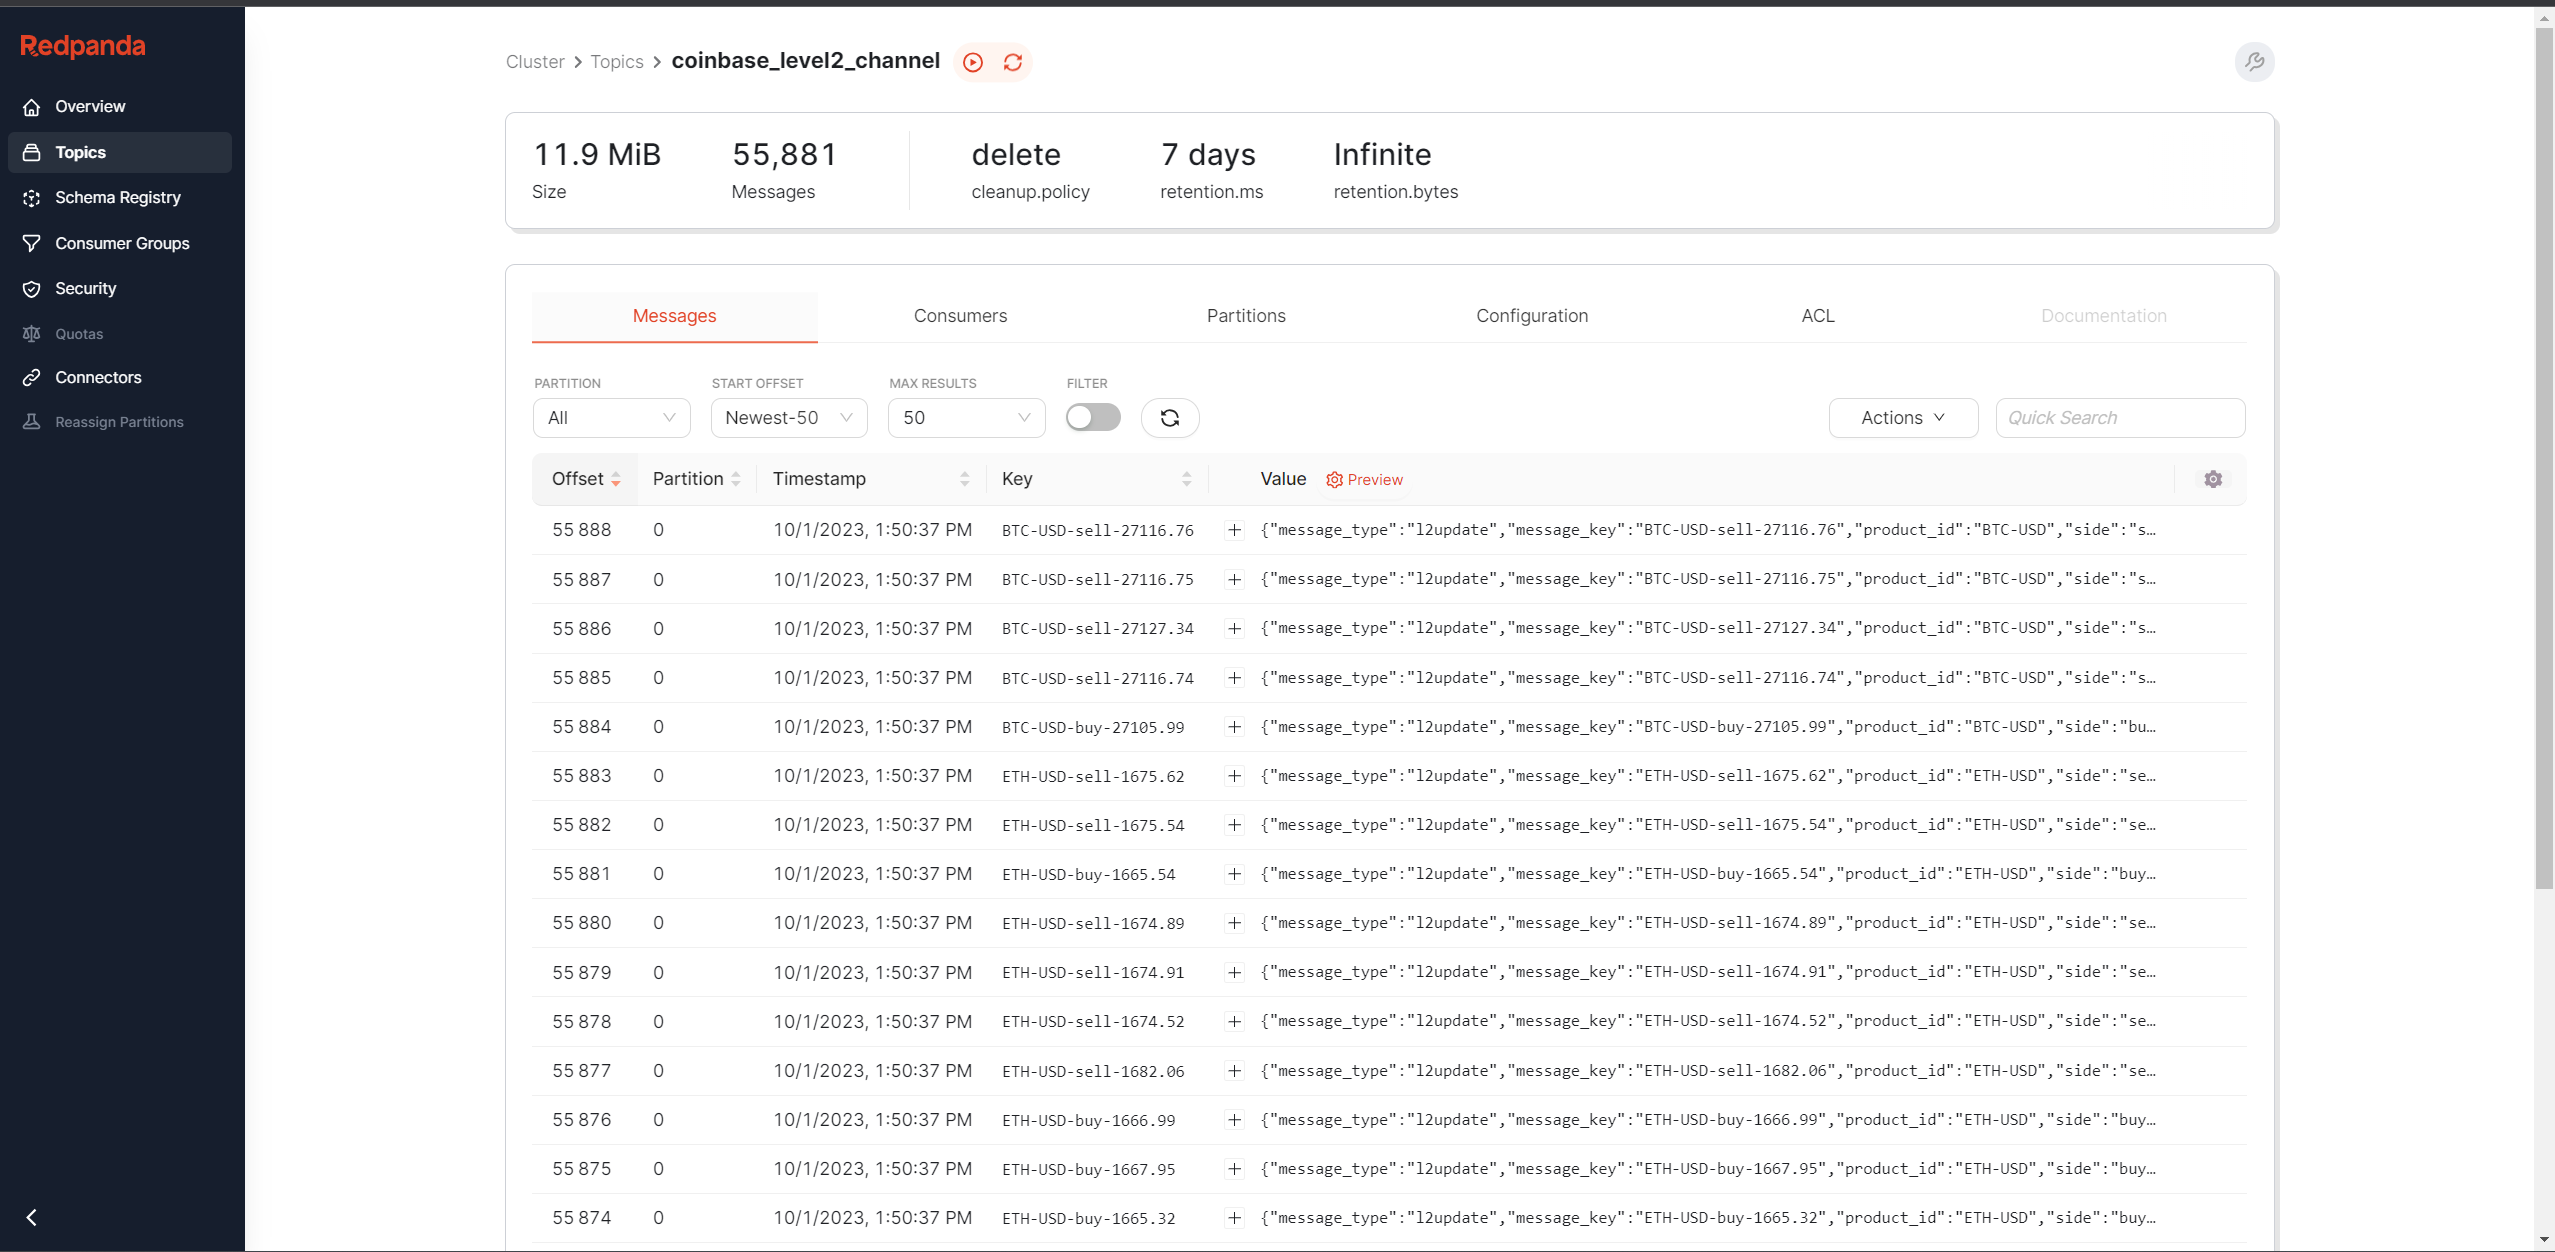 Redpanda
Overview
Topics
Schema Registry
Consumer Groups
Security
Quotas
Connectors
Reassign Partitions
Cluster > Topics > coinbase_level2_channel
11.9 MiB 55,881 delete 7 days Infinite
Size Messages cleanup.policy retention.ms retention.bytes
Messages Consumers Partitions Configuration ACL Documentation
PARTITION START OFFSET MAX RESULTS FILTER
All Newest-50 50 Actions Quick Search
Offset Partition Timestamp Key Value Preview
55 888 0 10/1/2023, 1:50:37 PM BTC-USD-sell-27116.76 {"message_type":"l2update","message_key":"BTC-USD-sell-27116.76","product_id":"BTC-USD","side":"s…
55 887 0 10/1/2023, 1:50:37 PM BTC-USD-sell-27116.75 {"message_type":"l2update","message_key":"BTC-USD-sell-27116.75","product_id":"BTC-USD","side":"s…
55 886 0 10/1/2023, 1:50:37 PM BTC-USD-sell-27127.34 {"message_type":"l2update","message_key":"BTC-USD-sell-27127.34","product_id":"BTC-USD","side":"s…
55 885 0 10/1/2023, 1:50:37 PM BTC-USD-sell-27116.74 {"message_type":"l2update","message_key":"BTC-USD-sell-27116.74","product_id":"BTC-USD","side":"s…
55 884 0 10/1/2023, 1:50:37 PM BTC-USD-buy-27105.99 {"message_type":"l2update","message_key":"BTC-USD-buy-27105.99","product_id":"BTC-USD","side":"bu…
55 883 0 10/1/2023, 1:50:37 PM ETH-USD-sell-1675.62 {"message_type":"l2update","message_key":"ETH-USD-sell-1675.62","product_id":"ETH-USD","side":"se…
55 882 0 10/1/2023, 1:50:37 PM ETH-USD-sell-1675.54 {"message_type":"l2update","message_key":"ETH-USD-sell-1675.54","product_id":"ETH-USD","side":"se…
55 881 0 10/1/2023, 1:50:37 PM ETH-USD-buy-1665.54 {"message_type":"l2update","message_key":"ETH-USD-buy-1665.54","product_id":"ETH-USD","side":"buy…
55 880 0 10/1/2023, 1:50:37 PM ETH-USD-sell-1674.89 {"message_type":"l2update","message_key":"ETH-USD-sell-1674.89","product_id":"ETH-USD","side":"se…
55 879 0 10/1/2023, 1:50:37 PM ETH-USD-sell-1674.91 {"message_type":"l2update","message_key":"ETH-USD-sell-1674.91","product_id":"ETH-USD","side":"se…
55 878 0 10/1/2023, 1:50:37 PM ETH-USD-sell-1674.52 {"message_type":"l2update","message_key":"ETH-USD-sell-1674.52","product_id":"ETH-USD","side":"se…
55 877 0 10/1/2023, 1:50:37 PM ETH-USD-sell-1682.06 {"message_type":"l2update","message_key":"ETH-USD-sell-1682.06","product_id":"ETH-USD","side":"se…
55 876 0 10/1/2023, 1:50:37 PM ETH-USD-buy-1666.99 {"message_type":"l2update","message_key":"ETH-USD-buy-1666.99","product_id":"ETH-USD","side":"buy…
55 875 0 10/1/2023, 1:50:37 PM ETH-USD-buy-1667.95 {"message_type":"l2update","message_key":"ETH-USD-buy-1667.95","product_id":"ETH-USD","side":"buy…
55 874 0 10/1/2023, 1:50:37 PM ETH-USD-buy-1665.32 {"message_type":"l2update","message_key":"ETH-USD-buy-1665.32","product_id":"ETH-USD","side":"buy…